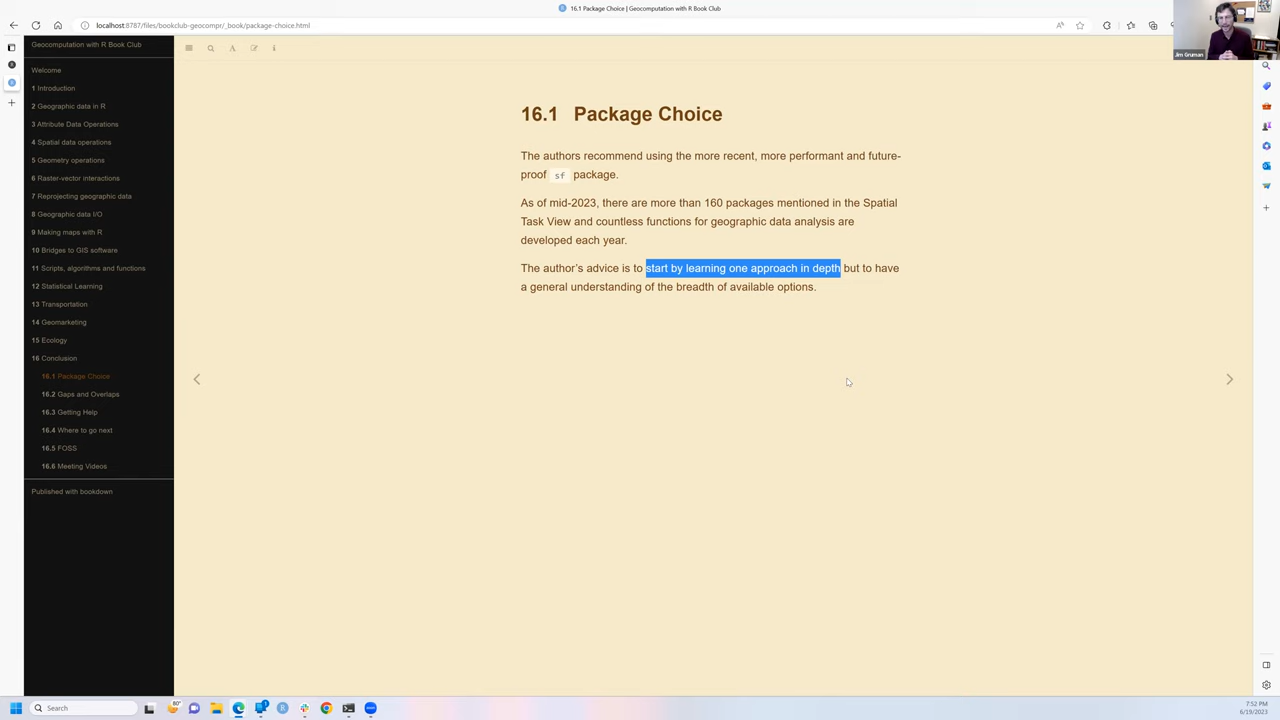 16.1 Package Choice | Geocomputation with R Book Club
localhost:8787/files/bookclub-geocompr/_book/package-choice.html
Jim Gruman
Geocomputation with R Book Club
Welcome
1 Introduction
2 Geographic data in R
3 Attribute Data Operations
4 Spatial data operations
5 Geometry operations
6 Raster-vector interactions
7 Reprojecting geographic data
8 Geographic data I/O
9 Making maps with R
10 Bridges to GIS software
11 Scripts, algorithms and functions
12 Statistical Learning
13 Transportation
14 Geomarketing
15 Ecology
16 Conclusion
16.1 Package Choice
16.2 Gaps and Overlaps
16.3 Getting Help
16.4 Where to go next
16.5 FOSS
16.6 Meeting Videos
Published with bookdown
16.1 Package Choice
The authors recommend using the more recent, more performant and future-
proof sf package.
As of mid-2023, there are more than 160 packages mentioned in the Spatial
Task View and countless functions for geographic data analysis are
developed each year.
The author's advice is to start by learning one approach in depth but to have
a general understanding of the breadth of available options.
Search
80°
7:52 PM
6/19/2023